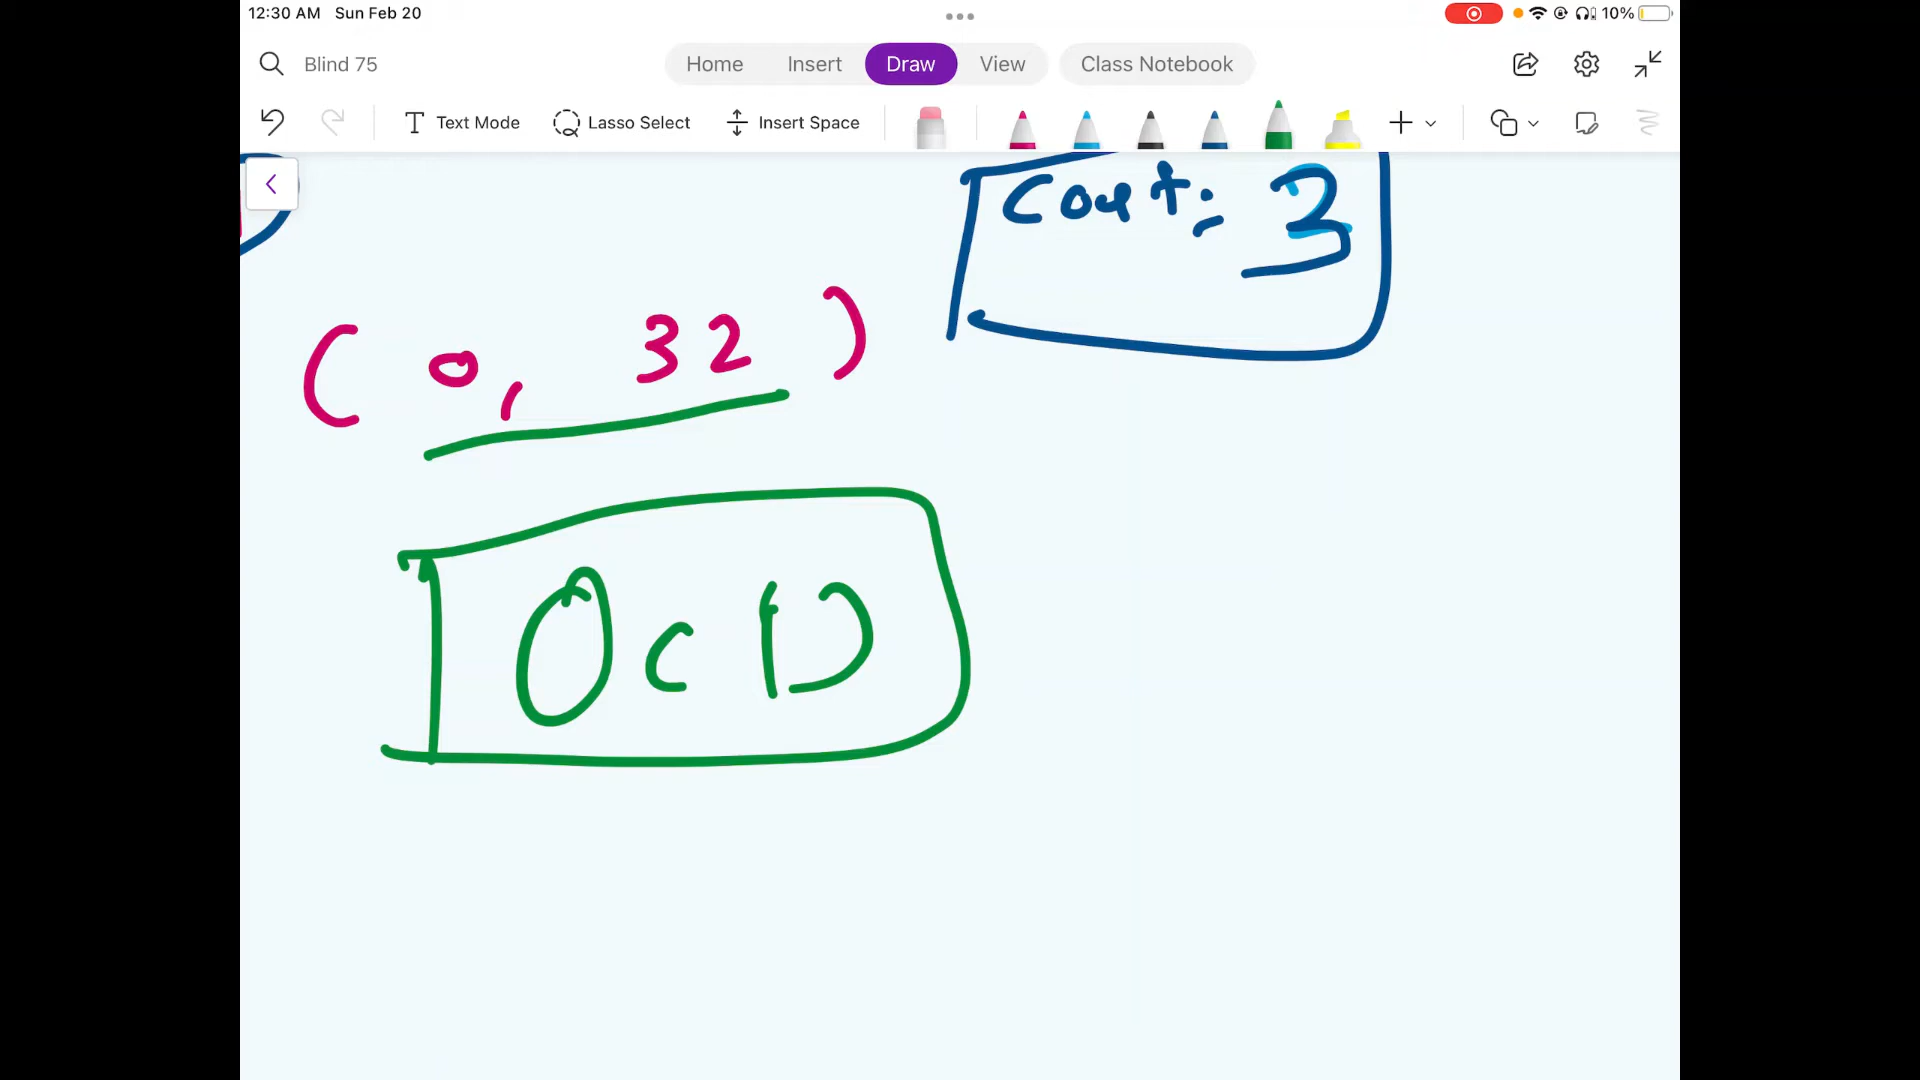 12:30 AM Sun Feb 20
10%
Blind 75
Home Insert Draw View Class Notebook
Text Mode Lasso Select Insert Space
Count: 3
( 0, 32 )
O(1)